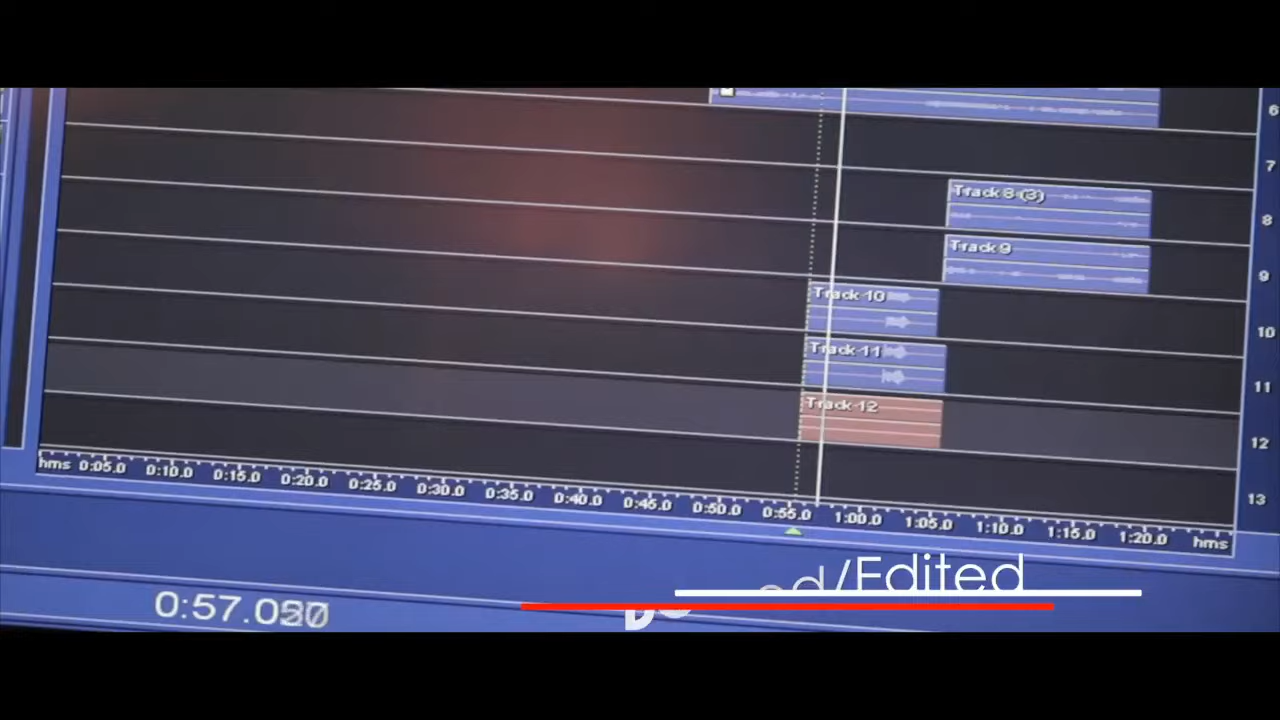 6
7
Track 8 (3)
8
Track 9
9
Track 10
10
Track 11
11
Track 12
12
13
hms 0:05.0 0:10.0 0:15.0 0:20.0 0:25.0 0:30.0 0:35.0 0:40.0 0:45.0 0:50.0 0:55.0 1:00.0 1:05.0 1:10.0 1:15.0 1:20.0 hms
/Edited